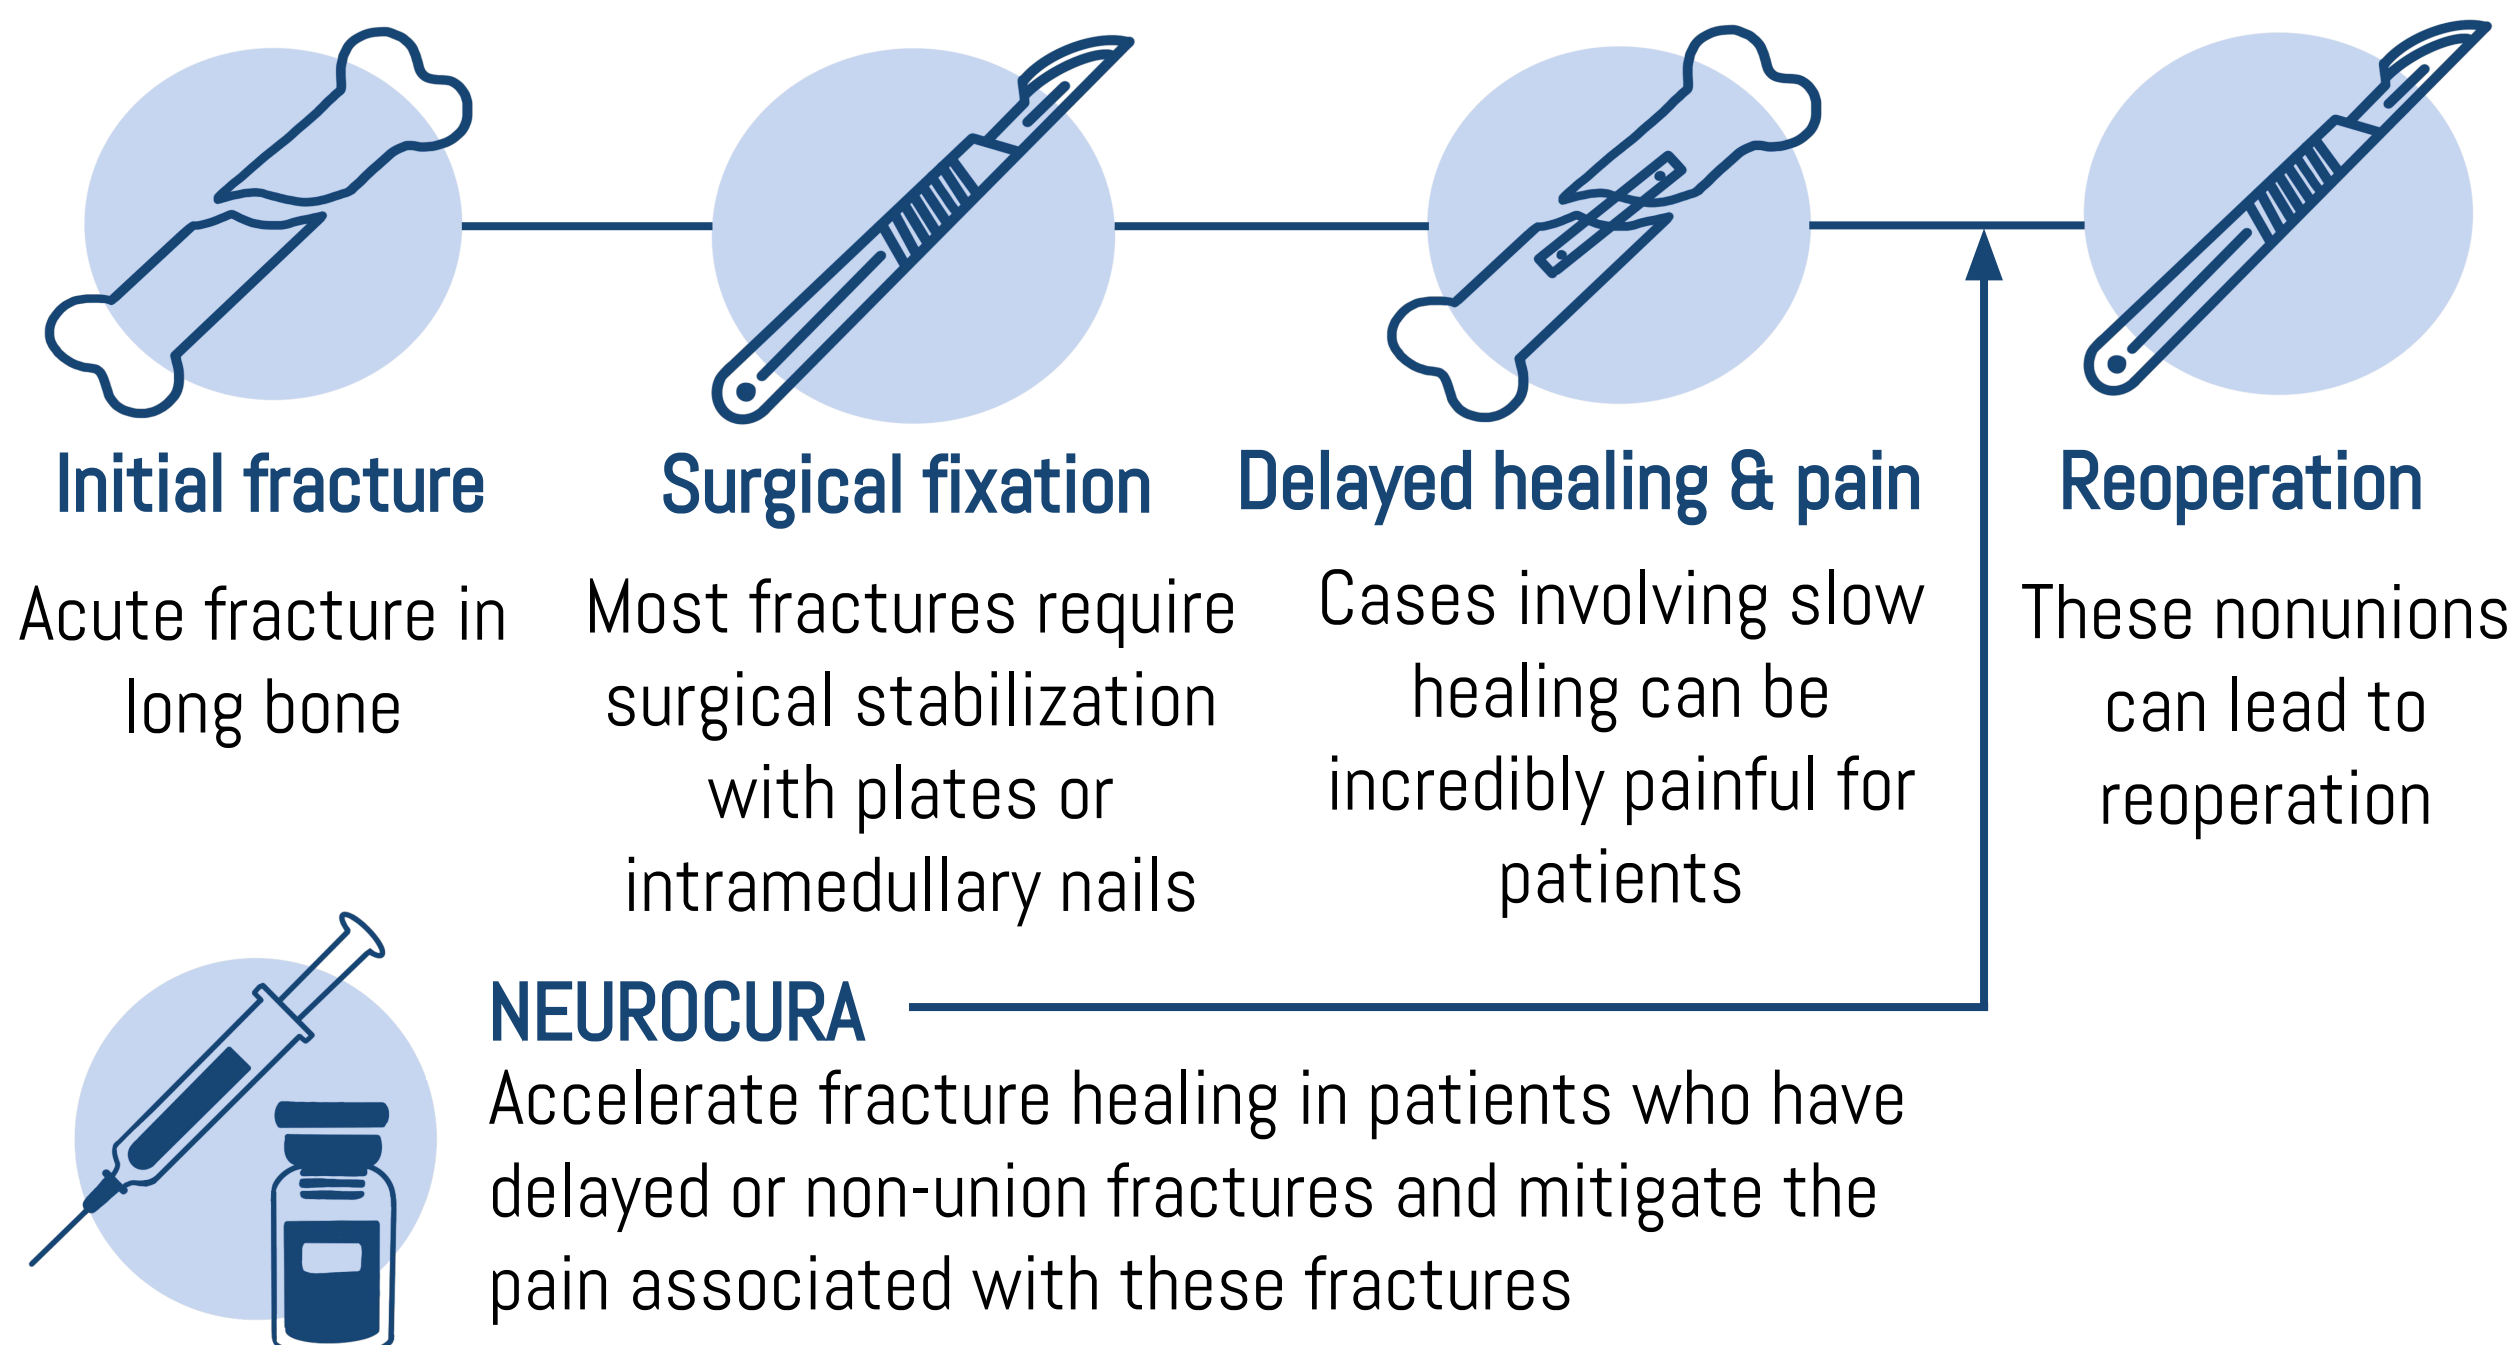 Initial fracture
Acute fracture in
long bone
Surgical fixation
Most fractures require
surgical stabilization
with plates or
intramedullary nails
Delayed healing & pain
Cases involving slow
healing can be
incredibly painful for
patients
Reoperation
These nonunions
can lead to
reoperation
NEUROCURA
Accelerate fracture healing in patients who have
delayed or non-union fractures and mitigate the
pain associated with these fractures